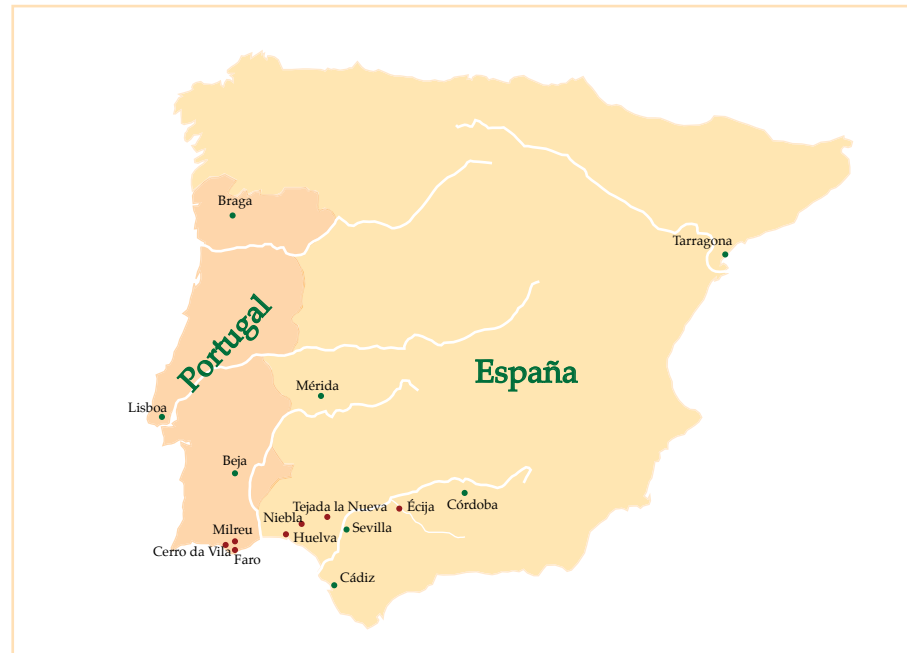 Braga
Tarragona
Portugal
España
Mérida
Lisboa
Beja
Córdoba
Tejada la Nueva
Écija
Niebla
Sevilla
Milreu
Huelva
Cerro da Vila
Faro
Cádiz